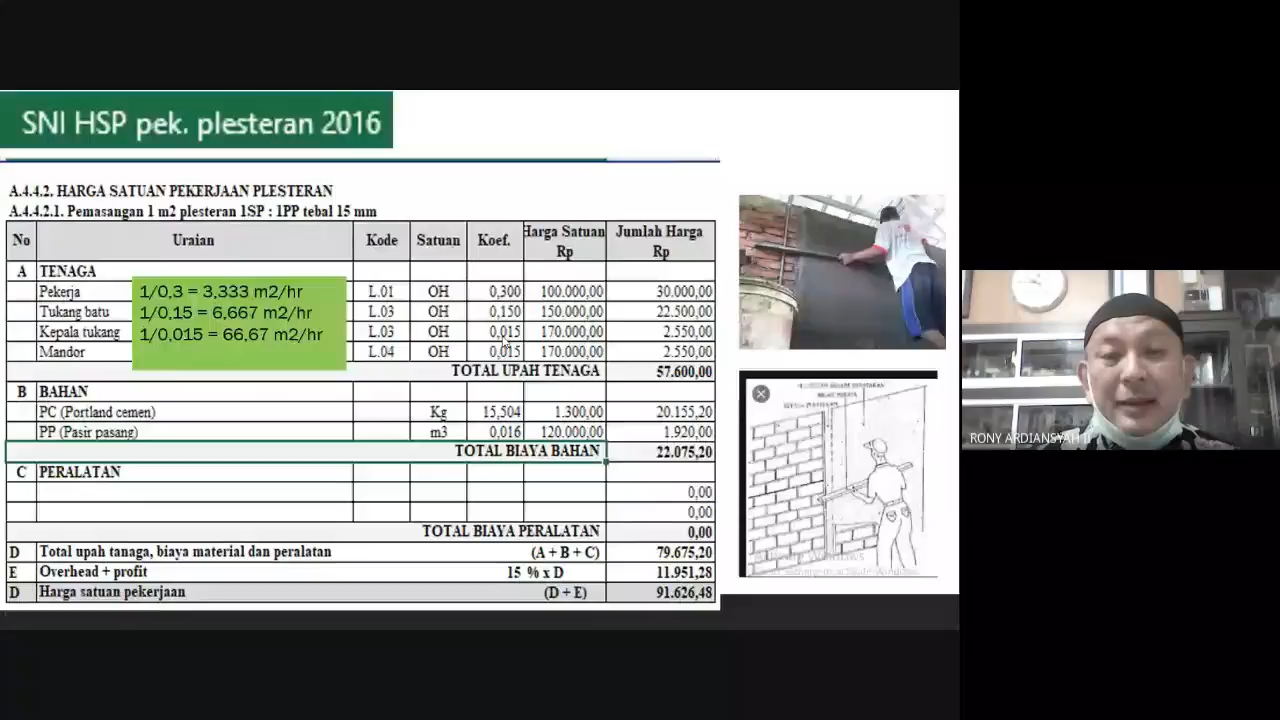 SNI HSP pek. plesteran 2016
A.4.4.2. HARGA SATUAN PEKERJAAN PLESTERAN
A.4.4.2.1. Pemasangan 1 m2 plesteran 1SP : 1PP tebal 15 mm
No Uraian Kode Satuan Koef. Harga Satuan Rp Jumlah Harga Rp
A TENAGA
Pekerja L.01 OH 0,300 100.000,00 30.000,00
Tukang batu L.03 OH 0,150 150.000,00 22.500,00
Kepala tukang L.03 OH 0,015 170.000,00 2.550,00
Mandor L.04 OH 0,015 170.000,00 2.550,00
1/0,3 = 3,333 m2/hr
1/0,15 = 6,667 m2/hr
1/0,015 = 66,67 m2/hr
TOTAL UPAH TENAGA 57.600,00
B BAHAN
PC (Portland cemen) Kg 15,504 1.300,00 20.155,20
PP (Pasir pasang) m3 0,016 120.000,00 1.920,00
TOTAL BIAYA BAHAN 22.075,20
C PERALATAN
0,00
0,00
TOTAL BIAYA PERALATAN 0,00
D Total upah tanaga, biaya material dan peralatan (A + B + C) 79.675,20
E Overhead + profit 15 % x D 11.951,28
D Harga satuan pekerjaan (D + E) 91.626,48
RONY ARDIANSYAH II